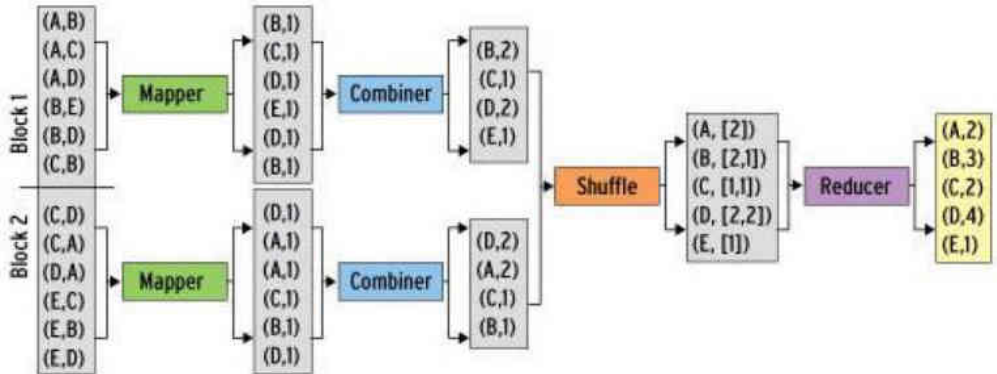 Block 1
(A,B)
(A,C)
(A,D)
(B,E)
(B,D)
(C,B)
Mapper
(B,1)
(C,1)
(D,1)
(E,1)
(D,1)
(B,1)
Combiner
(B,2)
(C,1)
(D,2)
(E,1)
Block 2
(C,D)
(C,A)
(D,A)
(E,C)
(E,B)
(E,D)
Mapper
(D,1)
(A,1)
(A,1)
(C,1)
(B,1)
(D,1)
Combiner
(D,2)
(A,2)
(C,1)
(B,1)
Shuffle
(A, [2])
(B, [2,1])
(C, [1,1])
(D, [2,2])
(E, [1])
Reducer
(A,2)
(B,3)
(C,2)
(D,4)
(E,1)